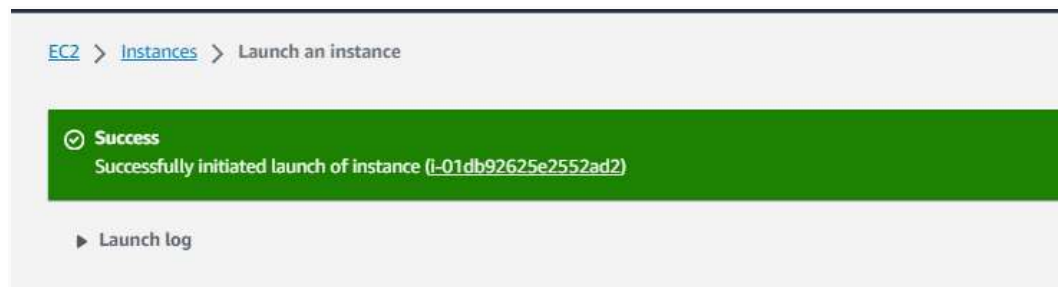 EC2 > Instances > Launch an instance
Success
Successfully initiated launch of instance (i-01db92625e2552ad2)
Launch log